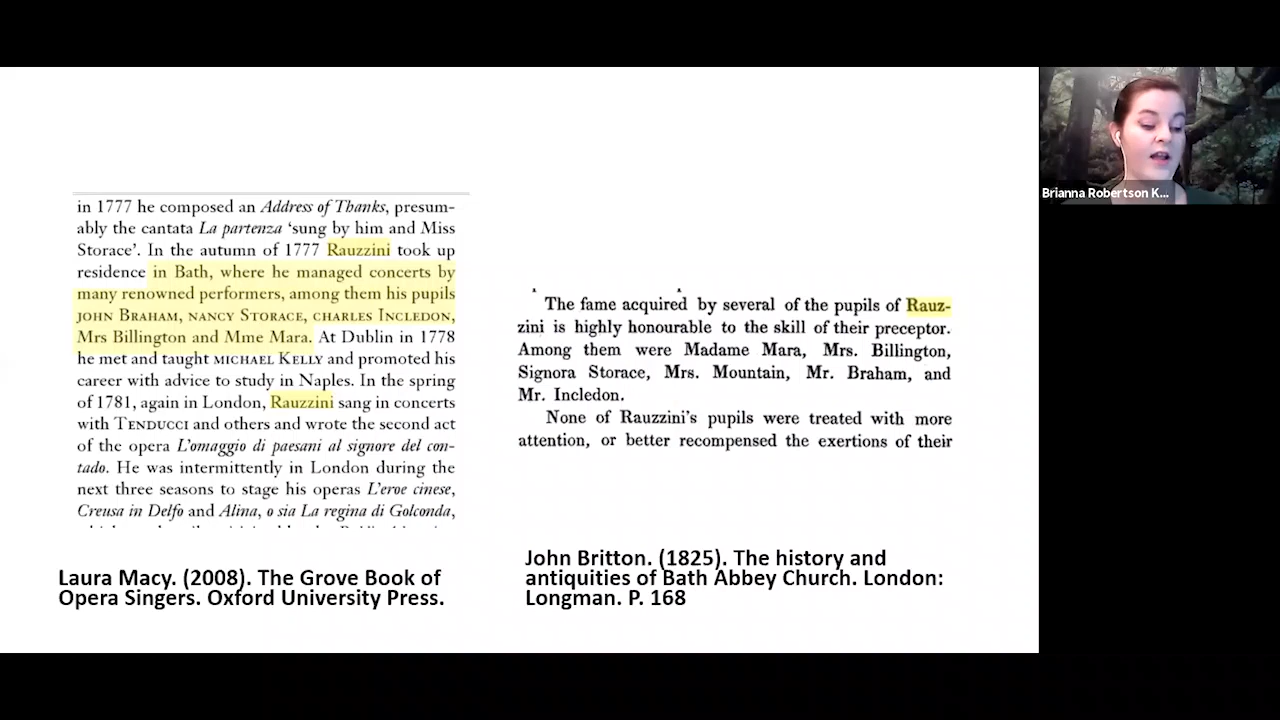 in 1777 he composed an Address of Thanks, presum-
ably the cantata La partenza ‘sung by him and Miss
Storace’. In the autumn of 1777 Rauzzini took up
residence in Bath, where he managed concerts by
many renowned performers, among them his pupils
JOHN BRAHAM, NANCY STORACE, CHARLES INCLEDON,
Mrs Billington and Mme Mara. At Dublin in 1778
he met and taught MICHAEL KELLY and promoted his
career with advice to study in Naples. In the spring
of 1781, again in London, Rauzzini sang in concerts
with TENDUCCI and others and wrote the second act
of the opera L’omaggio di paesani al signore del con-
tado. He was intermittently in London during the
next three seasons to stage his operas L’eroe cinese,
Creusa in Delfo and Alina, o sia La regina di Golconda,
Laura Macy. (2008). The Grove Book of
Opera Singers. Oxford University Press.
The fame acquired by several of the pupils of Rauz-
zini is highly honourable to the skill of their preceptor.
Among them were Madame Mara, Mrs. Billington,
Signora Storace, Mrs. Mountain, Mr. Braham, and
Mr. Incledon.
None of Rauzzini’s pupils were treated with more
attention, or better recompensed the exertions of their
John Britton. (1825). The history and
antiquities of Bath Abbey Church. London:
Longman. P. 168
Brianna Robertson K...